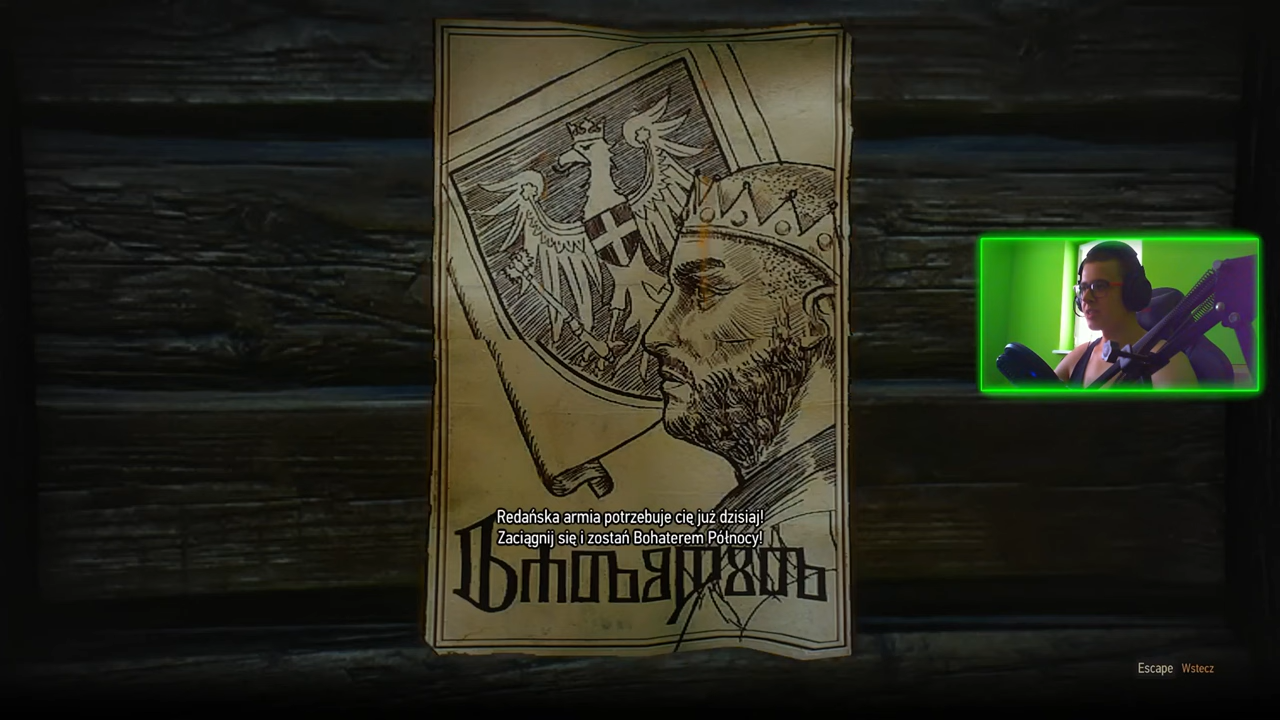 Redańska armia potrzebuje cię już dzisiaj!
Zaciągnij się i zostań Bohaterem Północy!
Escape Wstecz